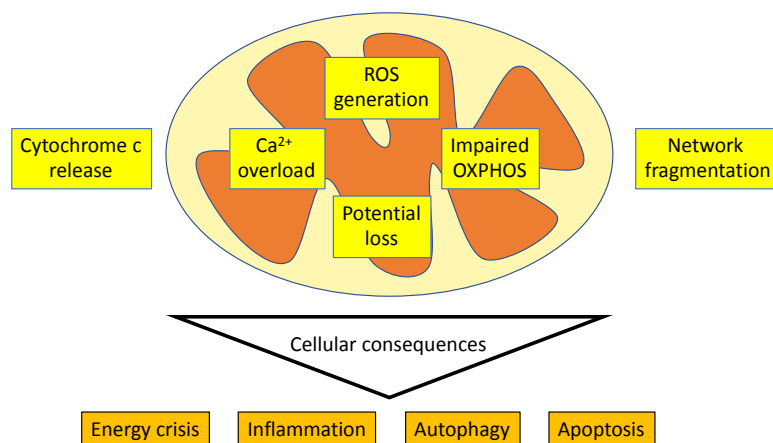 ROS
generation
Cytochrome c
release
Ca²⁺
overload
Impaired
OXPHOS
Network
fragmentation
Potential
loss
Cellular consequences
Energy crisis
Inflammation
Autophagy
Apoptosis